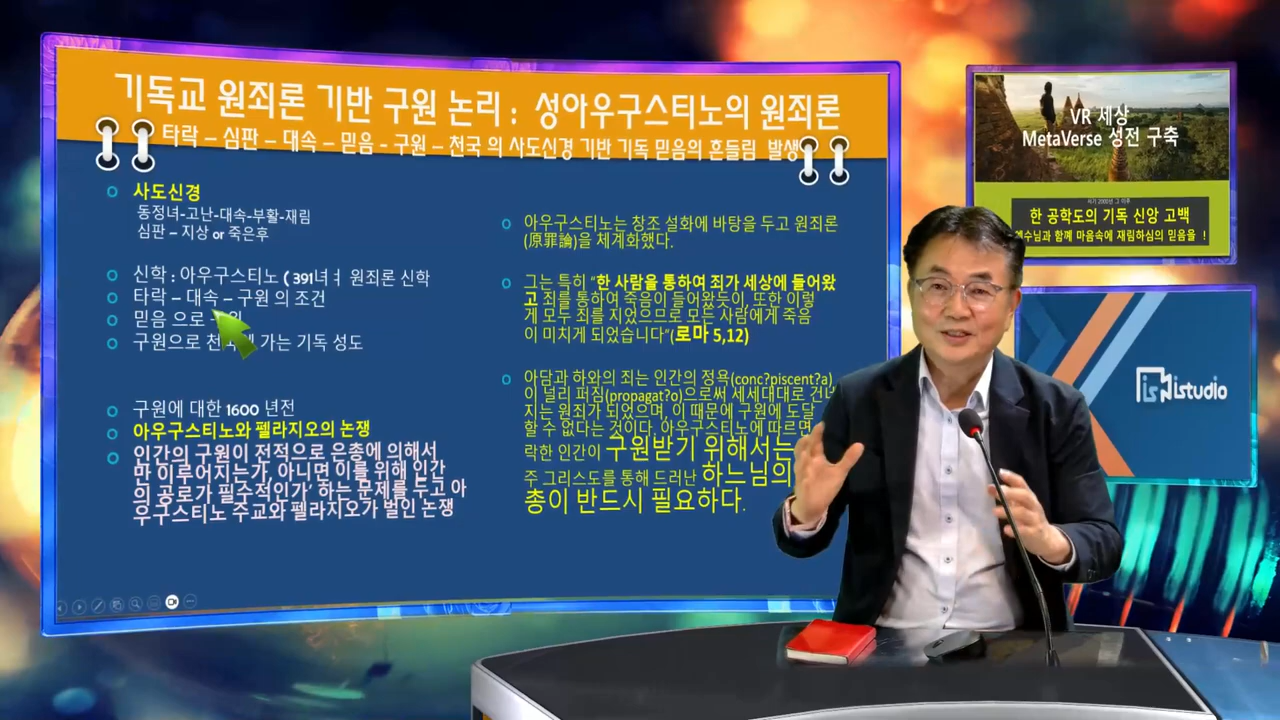 기독교 원죄론 기반 구원 논리 : 성아우구스티노의 원죄론
타락 – 심판 – 대속 – 믿음 - 구원 – 천국 의 사도신경 기반 기독 믿음의 흔들림 발생
사도신경
동정녀-고난-대속-부활-재림
심판 – 지상 or 죽은후
신학 : 아우구스티노 ( 391녀ㅕ 원죄론 신학
타락 – 대속 – 구원 의 조건
믿음 으로
구원으로 가는 기독 성도
구원에 대한 1600 년전
아우구스티노와 펠라지오의 논쟁
인간의 구원이 전적으로 은총에 의해서
만 이루어지는가, 아니면 이를 위해 인간
의 공로가 필수적인가' 하는 문제를 두고 아
우구스티노 주교와 펠라지오가 벌인 논쟁
아우구스티노는 창조 설화에 바탕을 두고 원죄론
(原罪論)을 체계화했다.
그는 특히 “한 사람을 통하여 죄가 세상에 들어왔
고 죄를 통하여 죽음이 들어왔듯이, 또한 이렇
게 모두 죄를 지었으므로 모든 사람에게 죽음
이 미치게 되었습니다”(로마 5,12)
아담과 하와의 죄는 인간의 정욕(conc?piscent?a)
이 널리 퍼짐(propagat?o)으로써 세세대대로 건너
지는 원죄가 되었으며, 이 때문에 구원에 도달
할 수 없다는 것이다. 아우구스티노에 따르면,
락한 인간이 구원받기 위해서는
주 그리스도를 통해 드러난 하느님의
총이 반드시 필요하다.
VR 세상
MetaVerse 성전 구축
서기 2000년 그 이후
한 공학도의 기독 신앙 고백
예수님과 함께 마음속에 재림하심의 믿음을 !
is
istudio